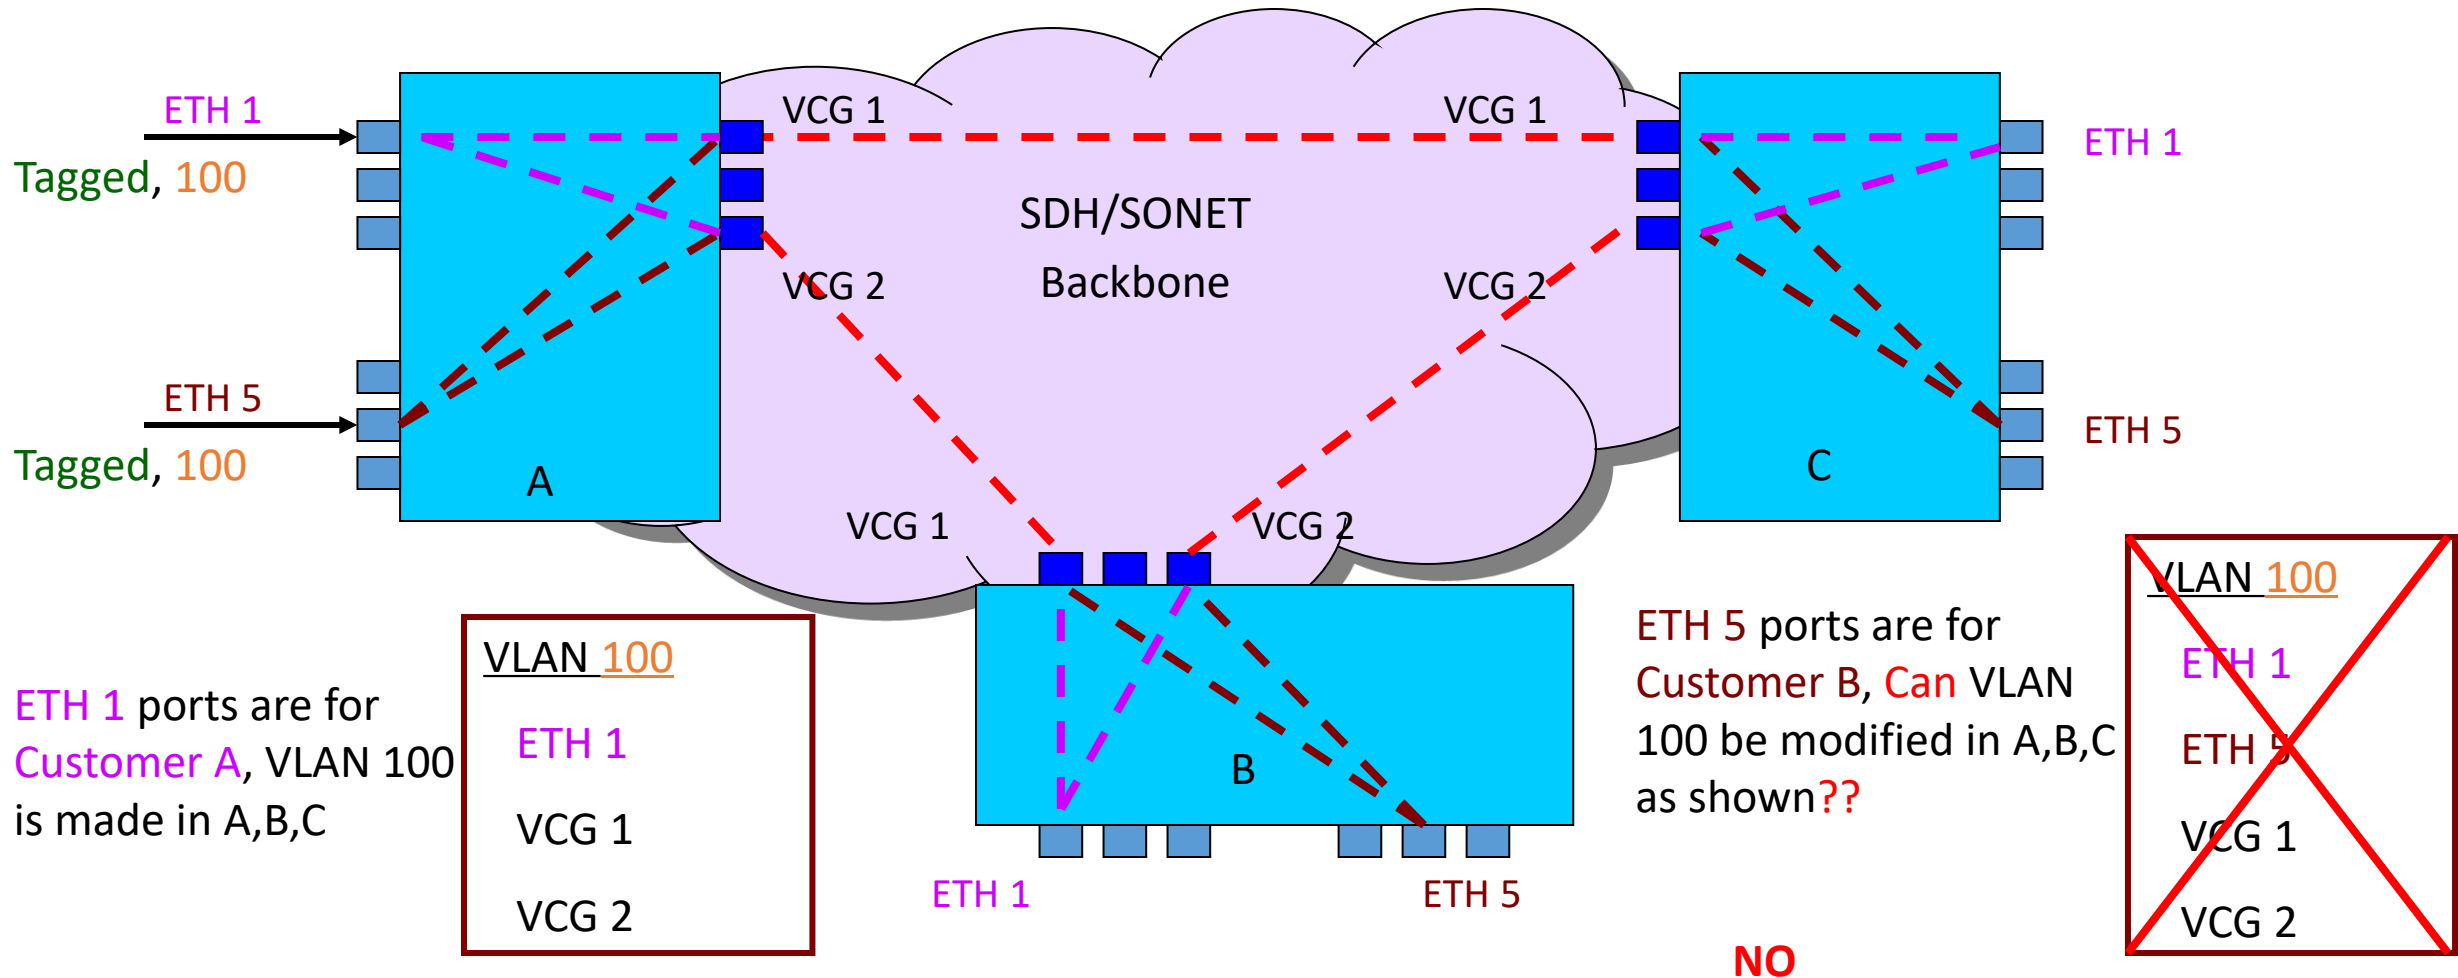 ETH 1
Tagged, 100
ETH 5
Tagged, 100
A
VCG 1
VCG 2
SDH/SONET
Backbone
VCG 1
VCG 2
ETH 1
ETH 5
C
VCG 1
VCG 2
B
ETH 1
ETH 5
ETH 1 ports are for
Customer A, VLAN 100
is made in A,B,C
VLAN 100
ETH 1
VCG 1
VCG 2
ETH 5 ports are for
Customer B, Can VLAN
100 be modified in A,B,C
as shown??
NO
VLAN 100
ETH 1
ETH 5
VCG 1
VCG 2